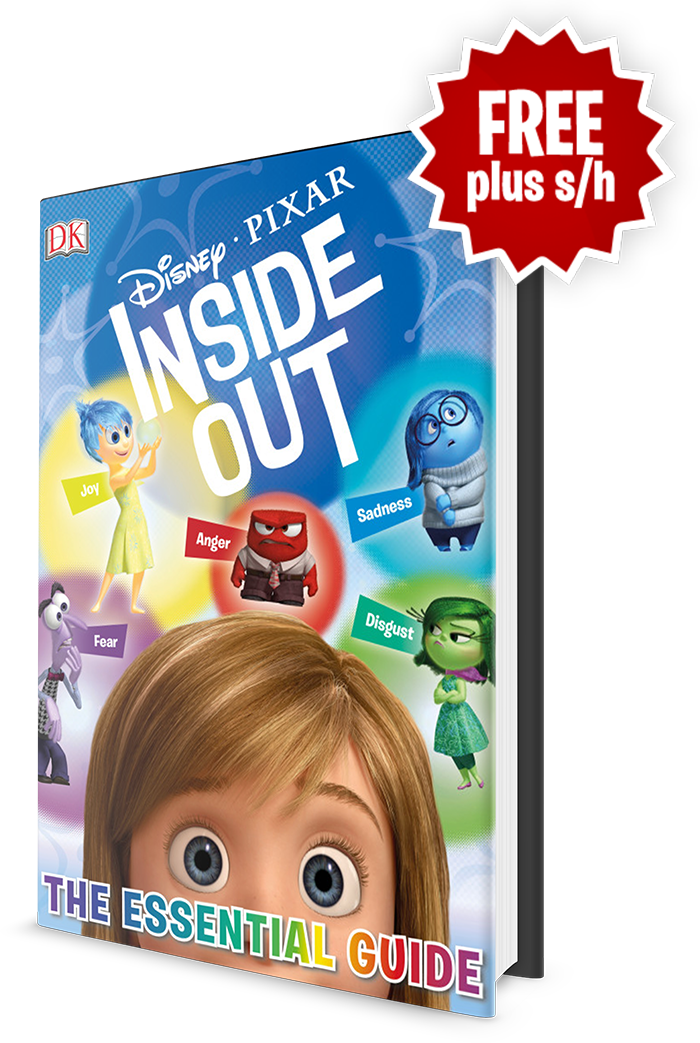 FREE
plus s/h
DK
Disney · PIXAR
INSIDE
OUT
Joy
Anger
Sadness
Fear
Disgust
THE ESSENTIAL GUIDE